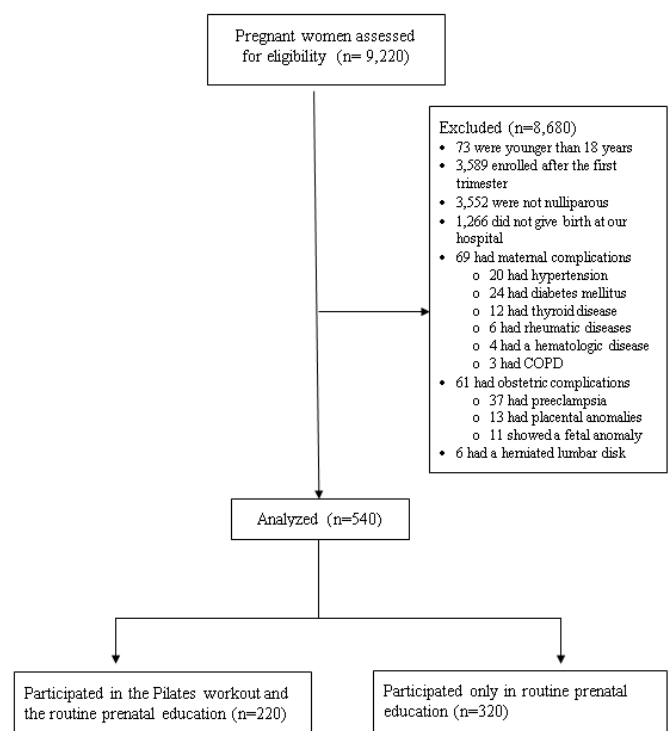 Pregnant women assessed
for eligibility (n= 9,220)
Excluded (n=8,680)
• 73 were younger than 18 years
• 3,589 enrolled after the first
trimester
• 3,552 were not nulliparous
• 1,266 did not give birth at our
hospital
• 69 had maternal complications
o 20 had hypertension
o 24 had diabetes mellitus
o 12 had thyroid disease
o 6 had rheumatic diseases
o 4 had a hematologic disease
o 3 had COPD
• 61 had obstetric complications
o 37 had preeclampsia
o 13 had placental anomalies
o 11 showed a fetal anomaly
• 6 had a herniated lumbar disk
Analyzed (n=540)
Participated in the Pilates workout and
the routine prenatal education (n=220)
Participated only in routine prenatal
education (n=320)